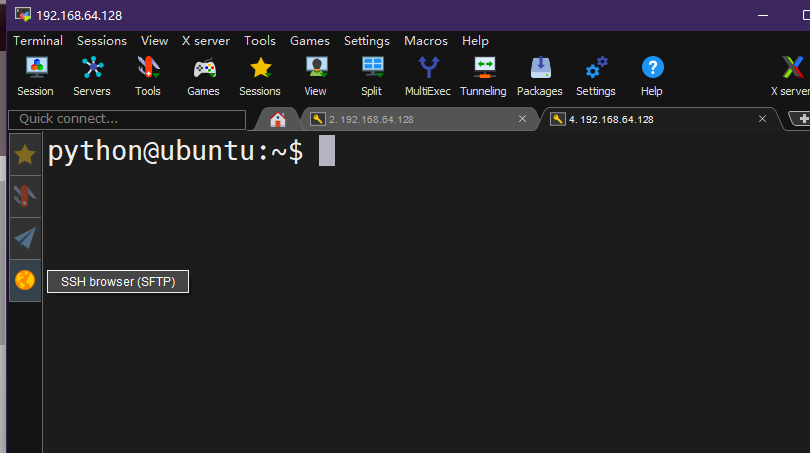 192.168.64.128
Terminal Sessions View X server Tools Games Settings Macros Help
Session Servers Tools Games Sessions View Split MultiExec Tunneling Packages Settings Help X server
Quick connect... 2. 192.168.64.128 4. 192.168.64.128
python@ubuntu:~$
SSH browser (SFTP)